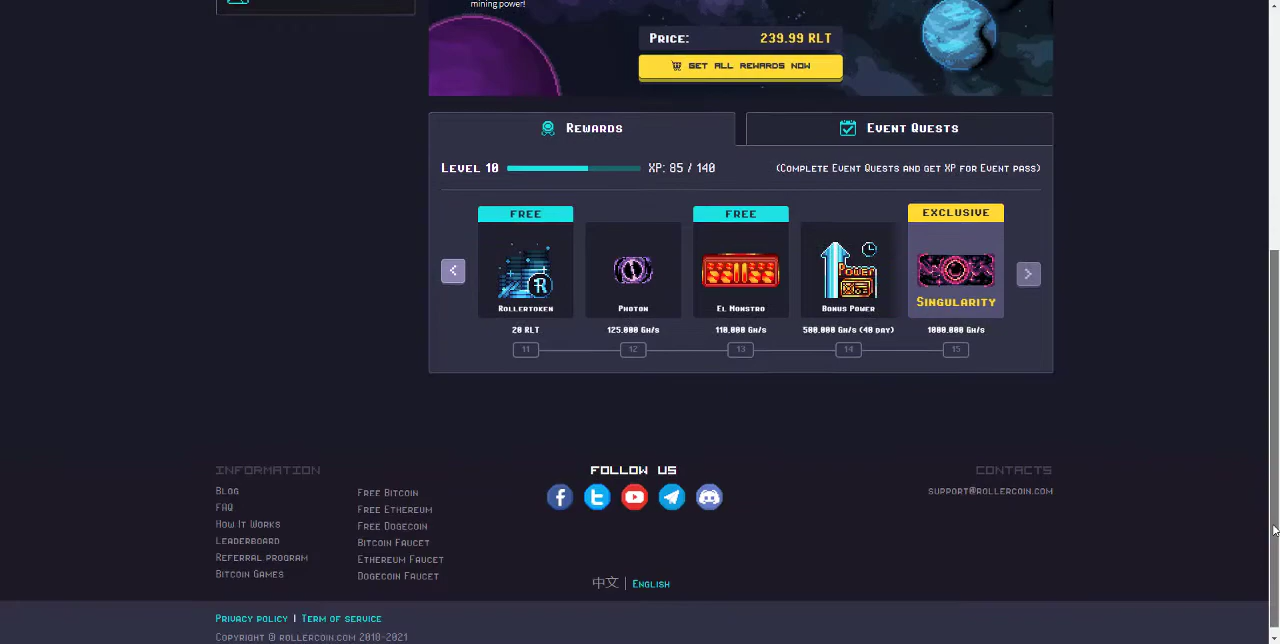 mining power!
Price: 239.99 RLT
GET ALL REWARDS NOW
Rewards
Event Quests
Level 10 XP: 85 / 140 (Complete Event Quests and get XP for Event pass)
FREE FREE EXCLUSIVE
Power
Rollertoken Photon El Monstro Bonus Power Singularity
20 RLT 125.000 Gh/s 110.000 Gh/s 500.000 Gh/s (40 day) 1000.000 Gh/s
11 12 13 14 15
INFORMATION
Blog
FAQ
How It Works
Leaderboard
Referral program
Bitcoin Games
Free Bitcoin
Free Ethereum
Free Dogecoin
Bitcoin Faucet
Ethereum Faucet
Dogecoin Faucet
FOLLOW US
中文 | English
CONTACTS
support@rollercoin.com
Privacy policy | Term of service
Copyright @ rollercoin.com 2018-2021